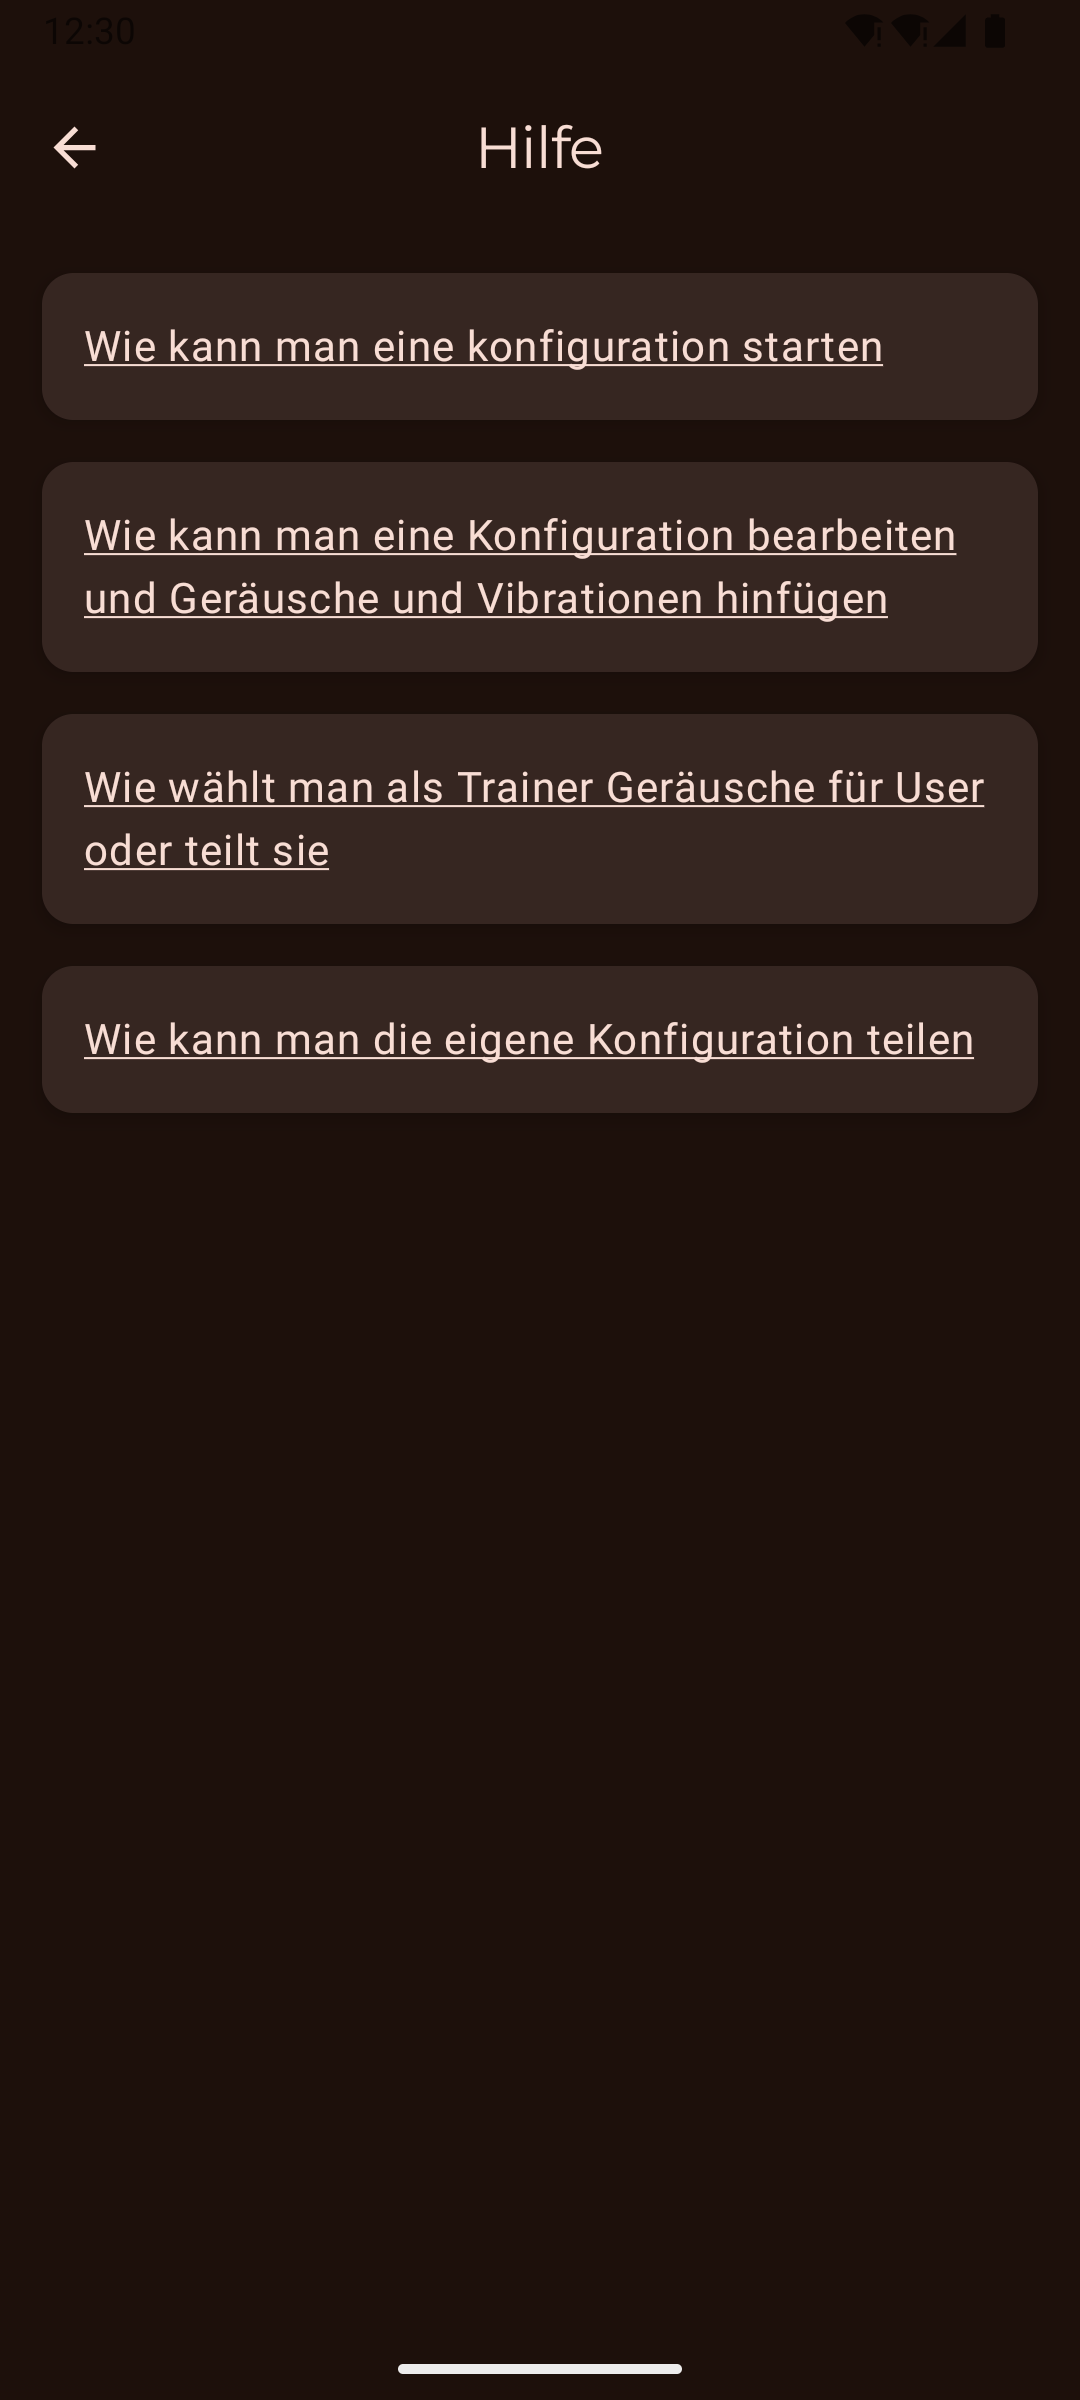 12:30
Hilfe
Wie kann man eine konfiguration starten
Wie kann man eine Konfiguration bearbeiten
und Geräusche und Vibrationen hinfügen
Wie wählt man als Trainer Geräusche für User
oder teilt sie
Wie kann man die eigene Konfiguration teilen